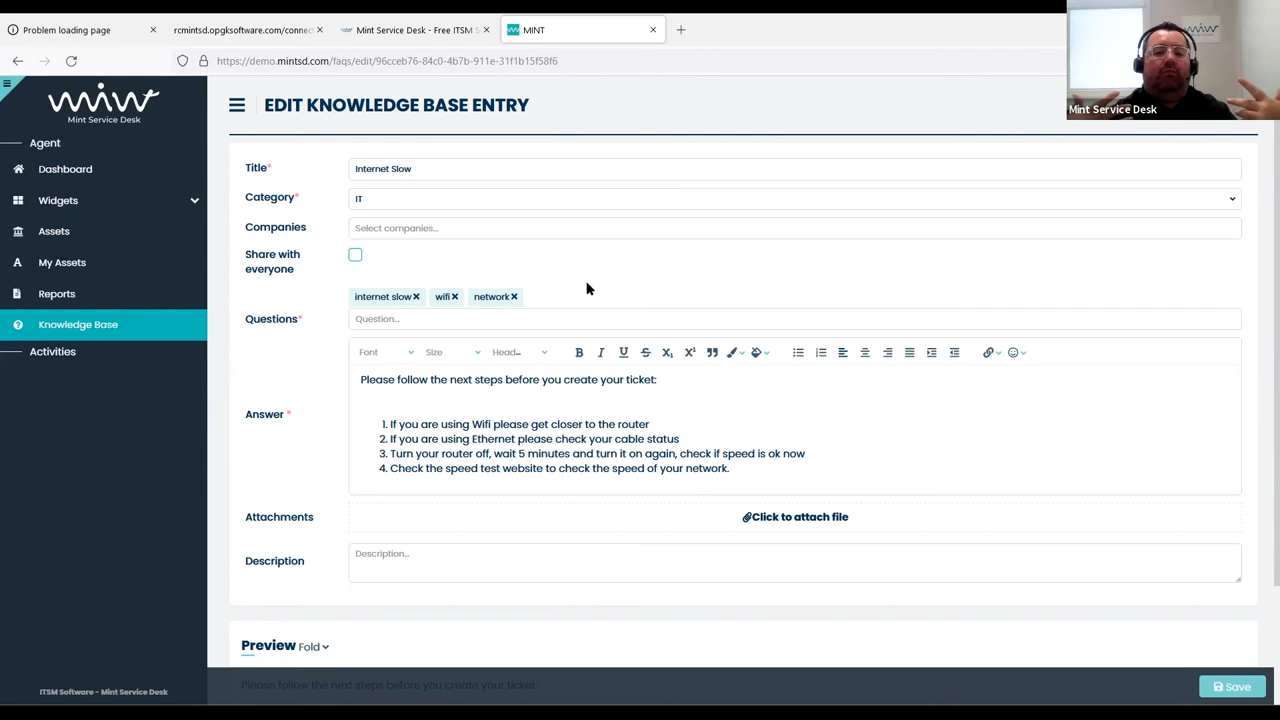 Problem loading page
rcmintsd.opgksoftware.com/connect
Mint Service Desk - Free ITSM S
MINT
https://demo.mintsd.com/faqs/edit/96cceb76-84c0-4b7b-911e-31f1b15f58f6
Mint Service Desk
Mint Service Desk
Agent
Dashboard
Widgets
Assets
My Assets
Reports
Knowledge Base
Activities
ITSM Software - Mint Service Desk
EDIT KNOWLEDGE BASE ENTRY
Title*
Internet Slow
Category*
IT
Companies
Select companies...
Share with
everyone
internet slow wifi network
Questions*
Question...
Font Size Head...
Answer *
Please follow the next steps before you create your ticket:
1. If you are using Wifi please get closer to the router
2. If you are using Ethernet please check your cable status
3. Turn your router off, wait 5 minutes and turn it on again, check if speed is ok now
4. Check the speed test website to check the speed of your network.
Attachments
Click to attach file
Description
Description...
Preview Fold
Please follow the next steps before you create your ticket:
Save